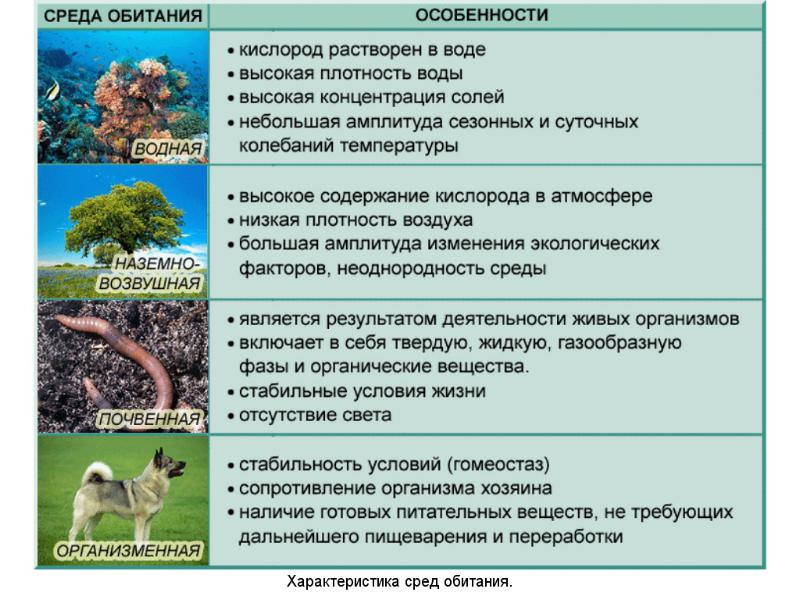 СРЕДА ОБИТАНИЯ
ОСОБЕННОСТИ
• кислород растворен в воде
• высокая плотность воды
• высокая концентрация солей
• небольшая амплитуда сезонных и суточных
колебаний температуры
ВОДНАЯ
• высокое содержание кислорода в атмосфере
• низкая плотность воздуха
• большая амплитуда изменения экологических
факторов, неоднородность среды
НАЗЕМНО-
ВОЗВУШНАЯ
• является результатом деятельности живых организмов
• включает в себя твердую, жидкую, газообразную
фазы и органические вещества.
• стабильные условия жизни
• отсутствие света
ПОЧВЕННАЯ
• стабильность условий (гомеостаз)
• сопротивление организма хозяина
• наличие готовых питательных веществ, не требующих
дальнейшего пищеварения и переработки
ОРГАНИЗМЕННАЯ
Характеристика сред обитания.